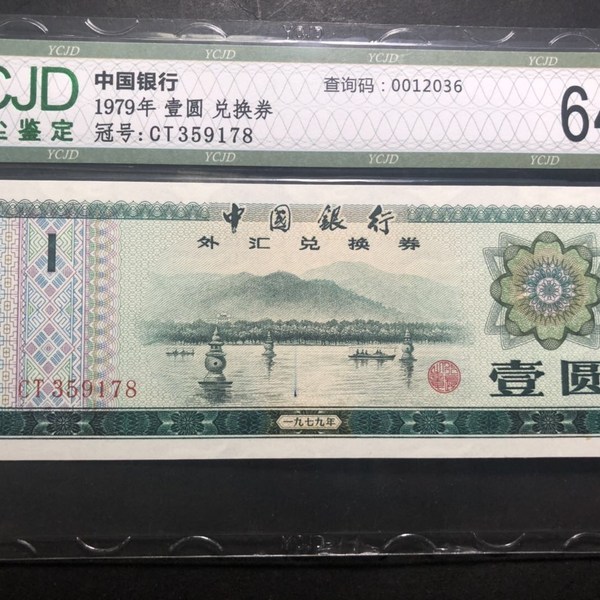 YCJD YCJD YCJD
CJD 中国银行 查询码：0012036
1979年 壹圆 兑换券 64
鉴定 冠号：CT359178
YCJD YCJD YCJD
中國銀行
外汇兑换券
1
CT359178
壹圆
一九七九年
YCJD